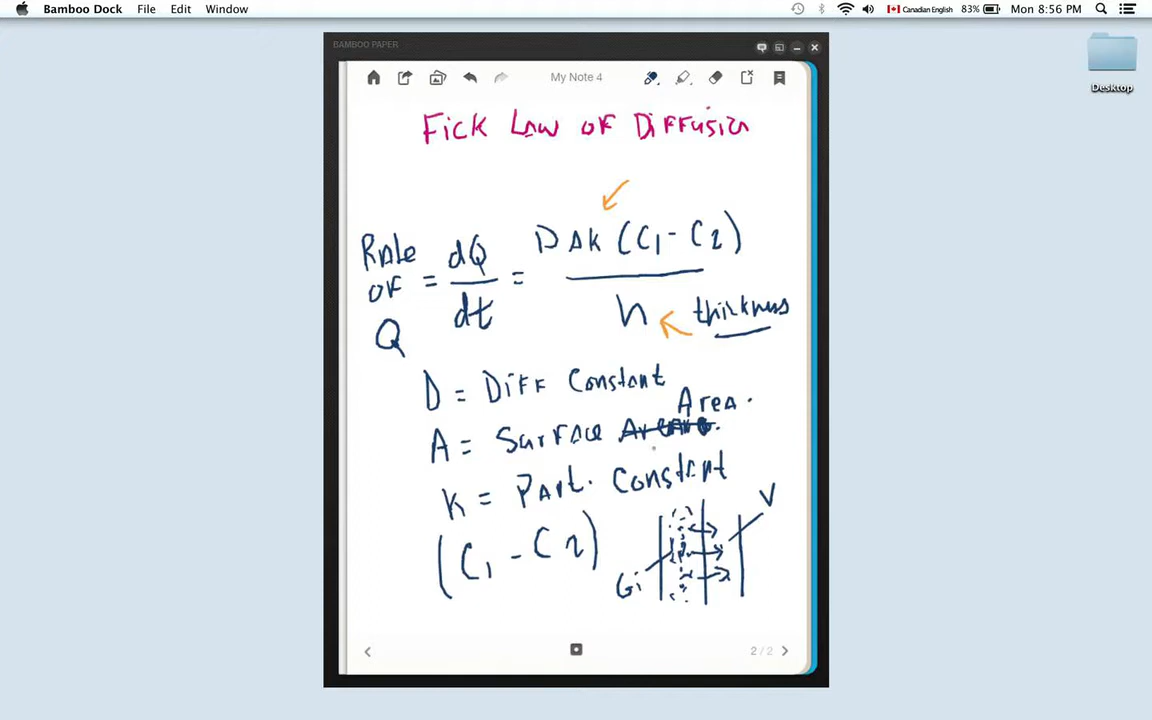 Bamboo Dock File Edit Window
Canadian English 83% Mon 8:56 PM
Desktop
BAMBOO PAPER
My Note 4
Fick Law of Diffusion
Rate of Q = dQ/dt = DAK (C1 - C2) / h
thickness
D = Diff Constant
A = Surface Area.
K = Part. Constant
(C1 - C2)
Gi
V
2 / 2